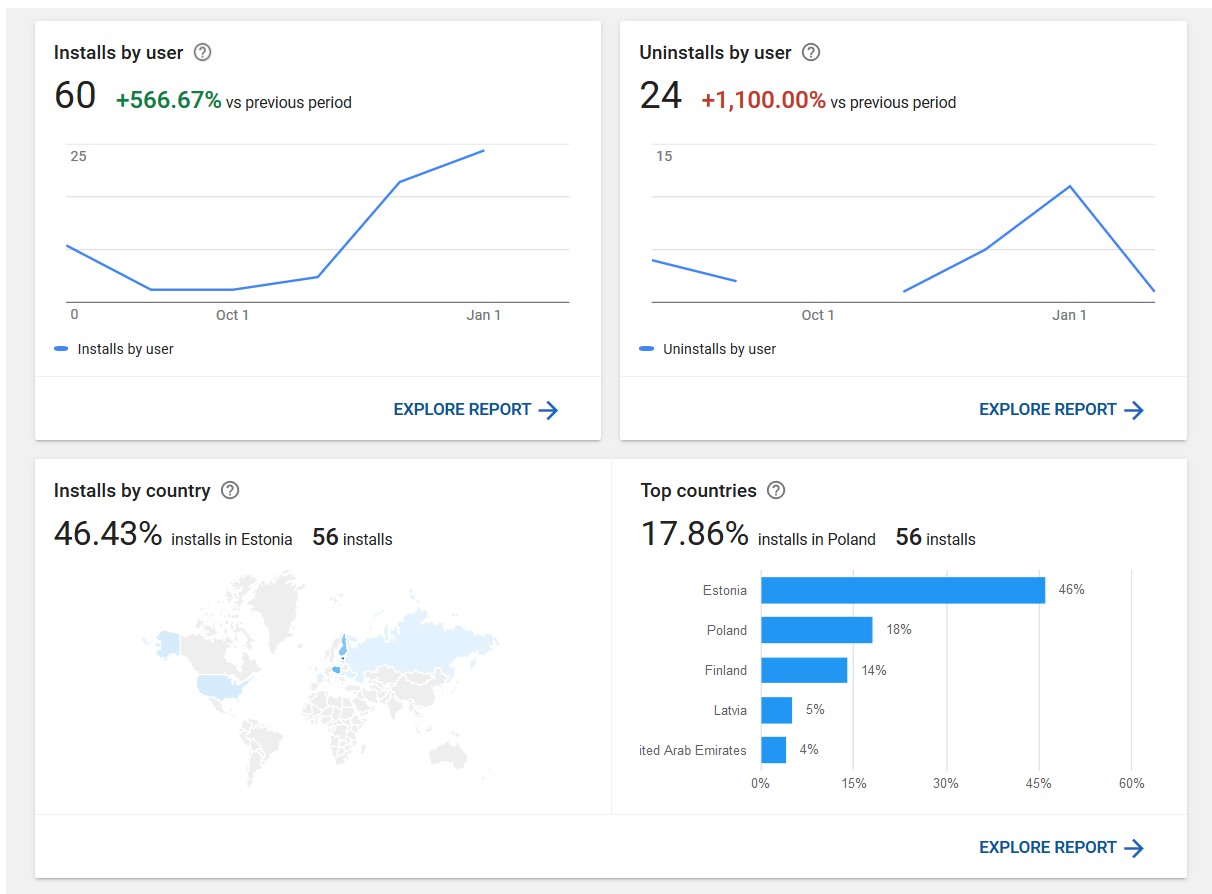 Installs by user ?
60 +566.67% vs previous period
25
0 Oct 1 Jan 1
Installs by user
EXPLORE REPORT
Uninstalls by user ?
24 +1,100.00% vs previous period
15
Oct 1 Jan 1
Uninstalls by user
EXPLORE REPORT
Installs by country ?
46.43% installs in Estonia 56 installs
Top countries ?
17.86% installs in Poland 56 installs
Estonia 46%
Poland 18%
Finland 14%
Latvia 5%
ited Arab Emirates 4%
0% 15% 30% 45% 60%
EXPLORE REPORT